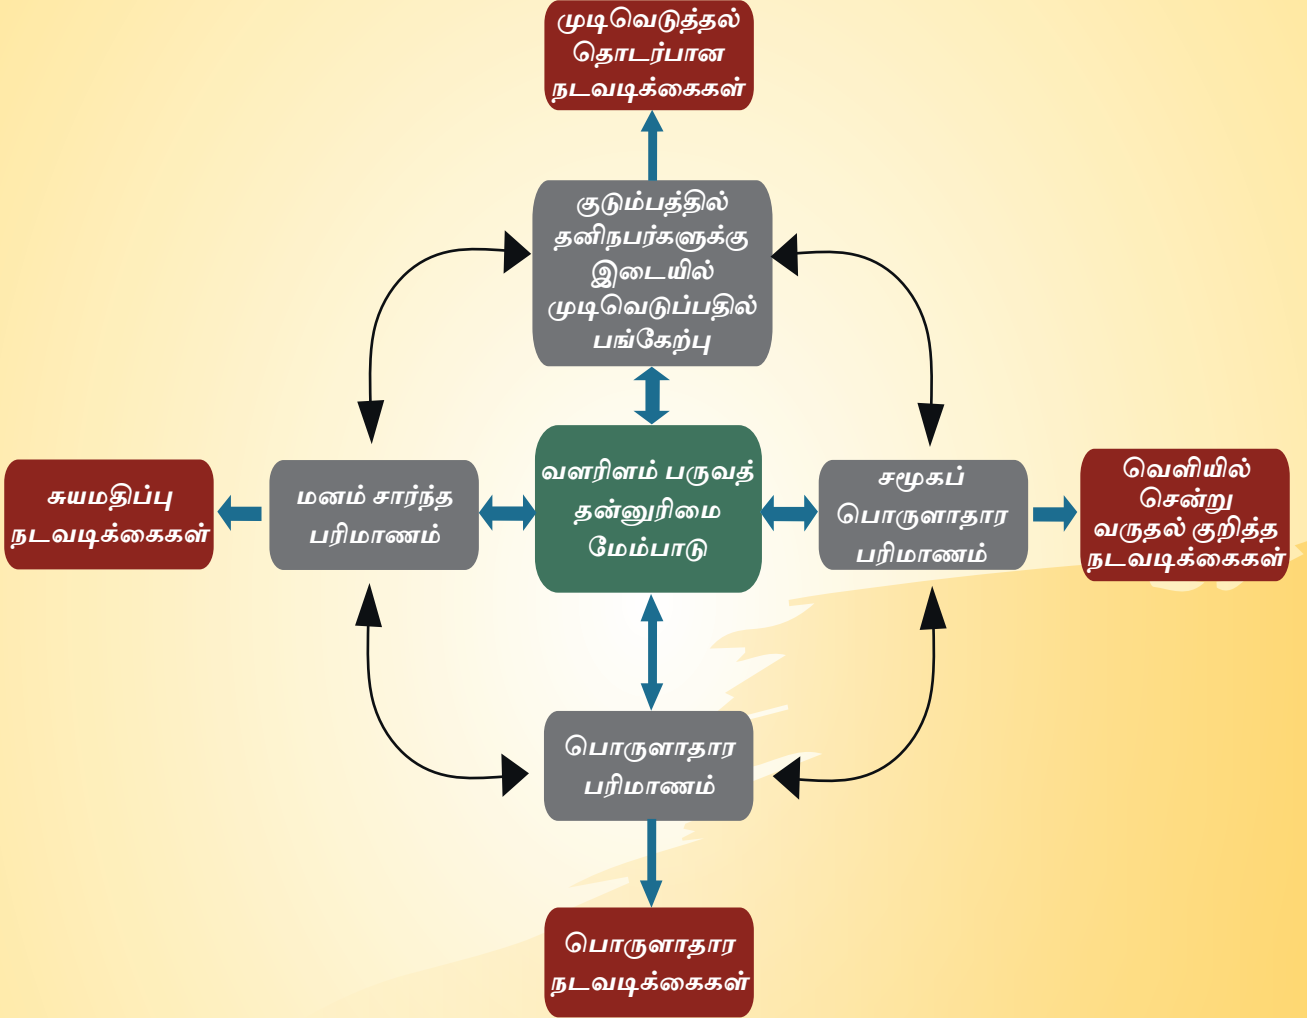 முடிவெடுத்தல்
தொடர்பான
நடவடிக்கைகள்
குடும்பத்தில்
தனிநபர்களுக்கு
இடையில்
முடிவெடுப்பதில்
பங்கேற்பு
சுயமதிப்பு
நடவடிக்கைகள்
மனம் சார்ந்த
பரிமாணம்
வளரிளம் பருவத்
தன்னுரிமை
மேம்பாடு
சமூகப்
பொருளாதார
பரிமாணம்
வெளியில்
சென்று
வருதல் குறித்த
நடவடிக்கைகள்
பொருளாதார
பரிமாணம்
பொருளாதார
நடவடிக்கைகள்